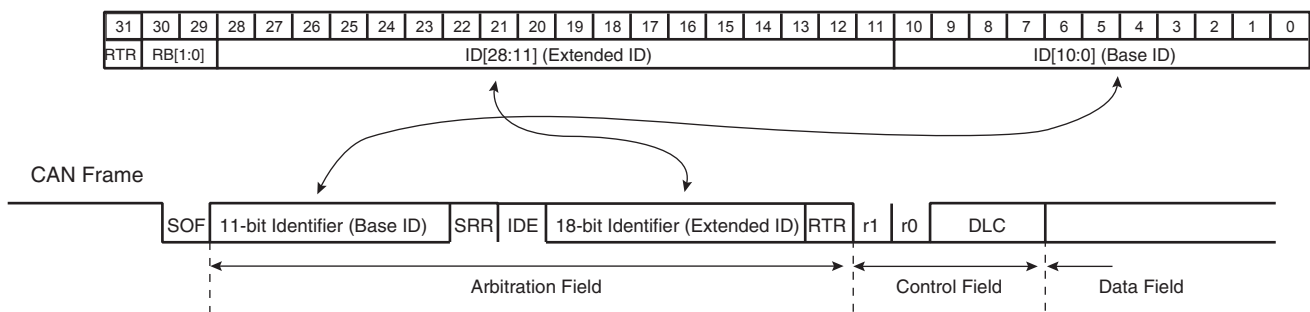 31 30 29 28 27 26 25 24 23 22 21 20 19 18 17 16 15 14 13 12 11 10 9 8 7 6 5 4 3 2 1 0
RTR RB[1:0] ID[28:11] (Extended ID) ID[10:0] (Base ID)
CAN Frame
SOF 11-bit Identifier (Base ID) SRR IDE 18-bit Identifier (Extended ID) RTR r1 r0 DLC
Arbitration Field Control Field Data Field